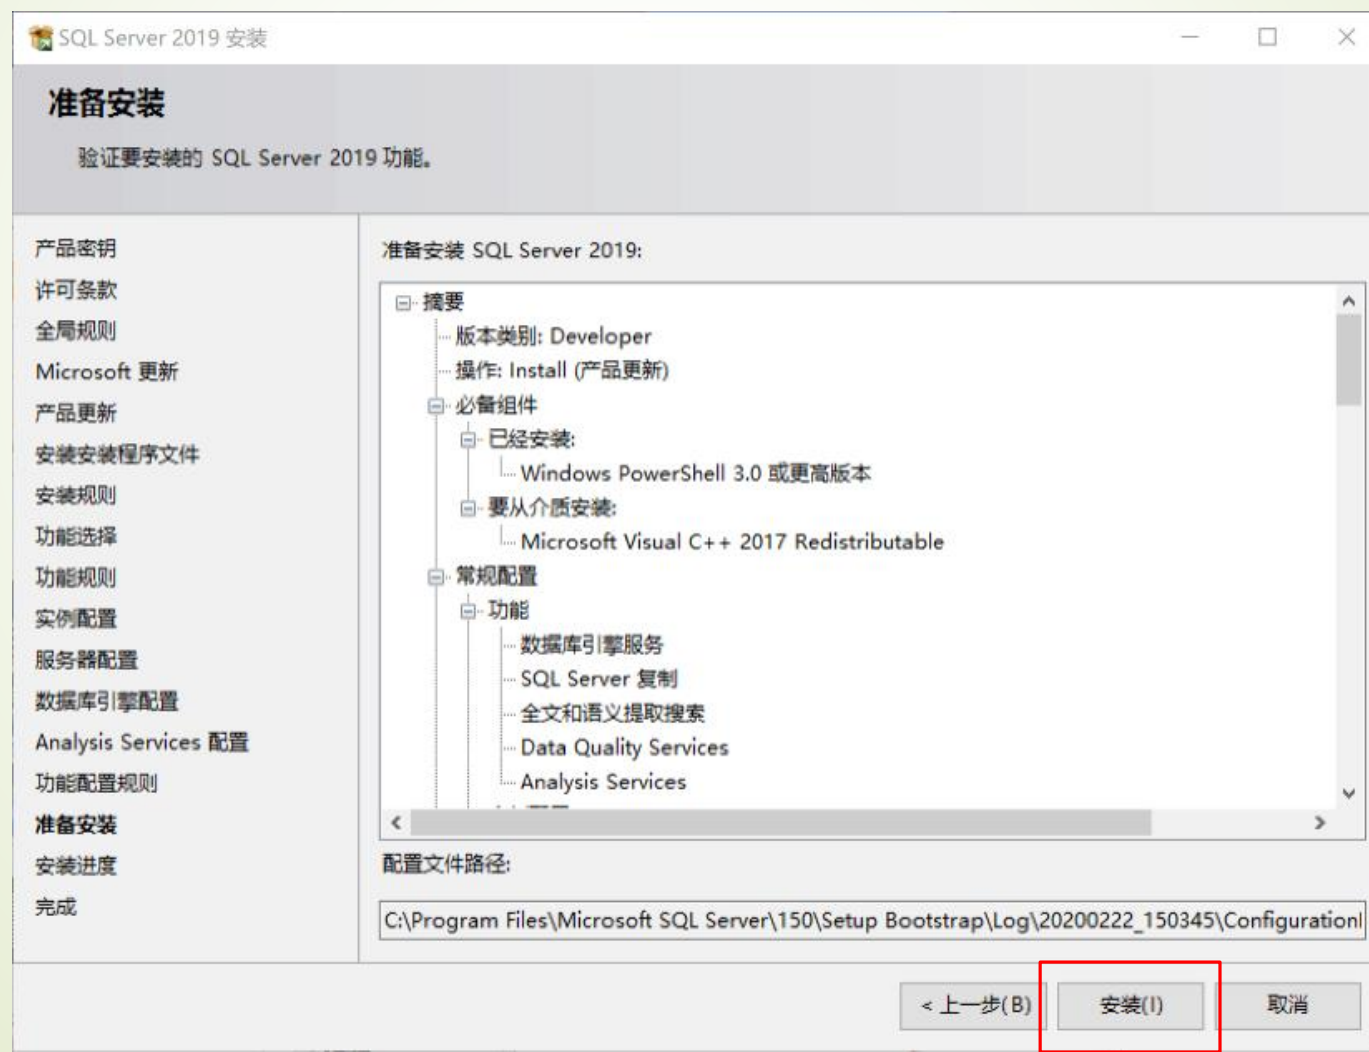 SQL Server 2019 安装
准备安装
验证要安装的 SQL Server 2019 功能。
产品密钥
许可条款
全局规则
Microsoft 更新
产品更新
安装安装程序文件
安装规则
功能选择
功能规则
实例配置
服务器配置
数据库引擎配置
Analysis Services 配置
功能配置规则
准备安装
安装进度
完成
准备安装 SQL Server 2019:
摘要
版本类别: Developer
操作: Install (产品更新)
必备组件
已经安装:
Windows PowerShell 3.0 或更高版本
要从介质安装:
Microsoft Visual C++ 2017 Redistributable
常规配置
功能
数据库引擎服务
SQL Server 复制
全文和语义提取搜索
Data Quality Services
Analysis Services
配置文件路径:
C:\Program Files\Microsoft SQL Server\150\Setup Bootstrap\Log\20200222_150345\Configuration
< 上一步(B)
安装(I)
取消